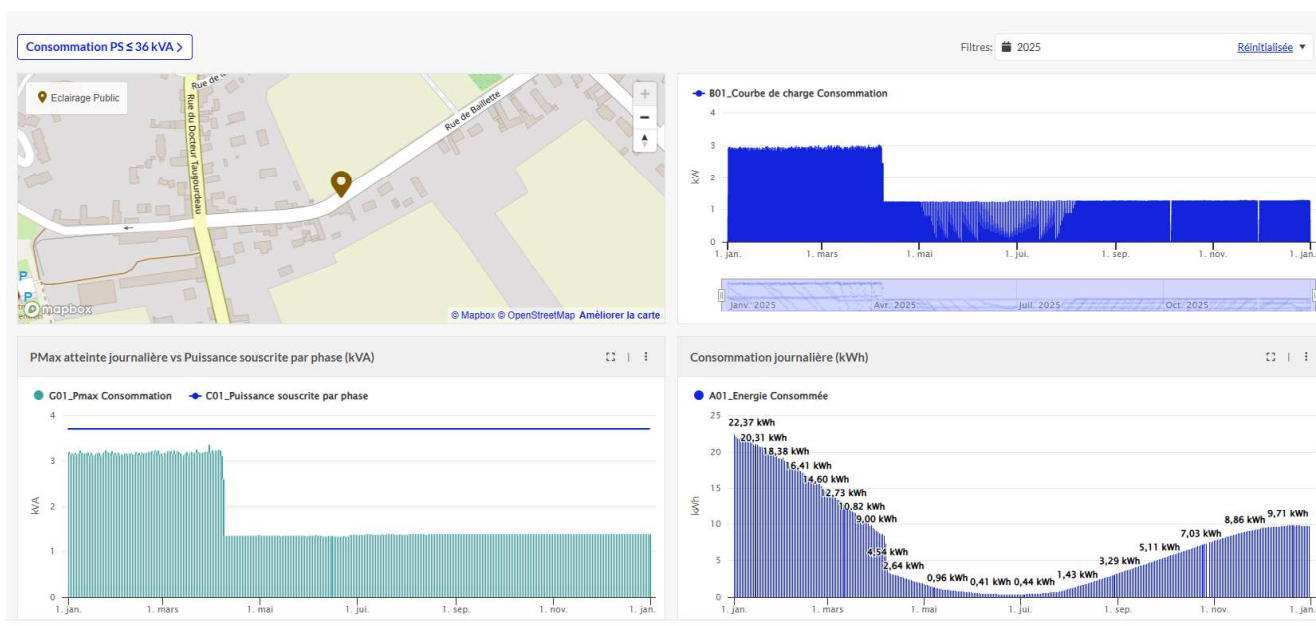 Consommation PS ≤ 36 kVA >
Filtres: 2025 Réinitialisée
Eclairage Public
Rue du Docteur Taugourdeau
Rue de Baillette
P
P
mapbox
© Mapbox © OpenStreetMap Améliorer la carte
B01_Courbe de charge Consommation
kW
4
3
2
1
0
1. jan. 1. mars 1. mai 1. jui. 1. sep. 1. nov. 1. jan.
Janv. 2025 Avr. 2025 Juil. 2025 Oct. 2025
PMax atteinte journalière vs Puissance souscrite par phase (kVA)
G01_Pmax Consommation C01_Puissance souscrite par phase
kVA
4
3
2
1
0
1. jan. 1. mars 1. mai 1. jui. 1. sep. 1. nov. 1. jan.
Consommation journalière (kWh)
A01_Energie Consommée
kWh
25
20
15
10
5
0
22,37 kWh
20,31 kWh
18,38 kWh
16,41 kWh
14,60 kWh
12,73 kWh
10,82 kWh
9,00 kWh
4,54 kWh
2,64 kWh
0,96 kWh
0,41 kWh
0,44 kWh
1,43 kWh
3,29 kWh
5,11 kWh
7,03 kWh
8,86 kWh
9,71 kWh
1. jan. 1. mars 1. mai 1. jui. 1. sep. 1. nov. 1. jan.